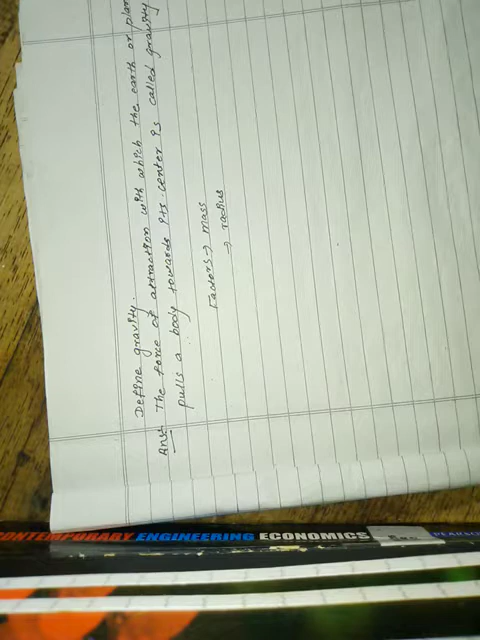 Define gravity.
Ans:- The force of attraction with which the earth or
pulls a body towards its center is called gravity
Factors → mass
→ radius
CONTEMPORARY ENGINEERING ECONOMICS